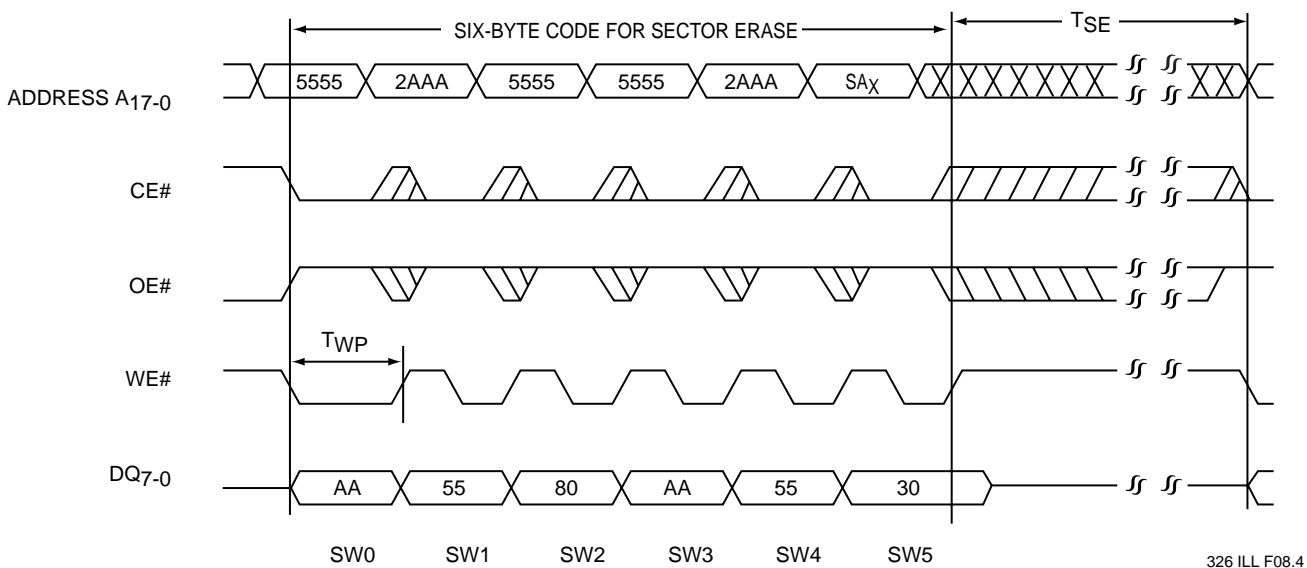 SIX-BYTE CODE FOR SECTOR ERASE TSE
ADDRESS A17-0 5555 2AAA 5555 5555 2AAA SAX
CE#
OE#
TWP
WE#
DQ7-0 AA 55 80 AA 55 30
SW0 SW1 SW2 SW3 SW4 SW5
326 ILL F08.4